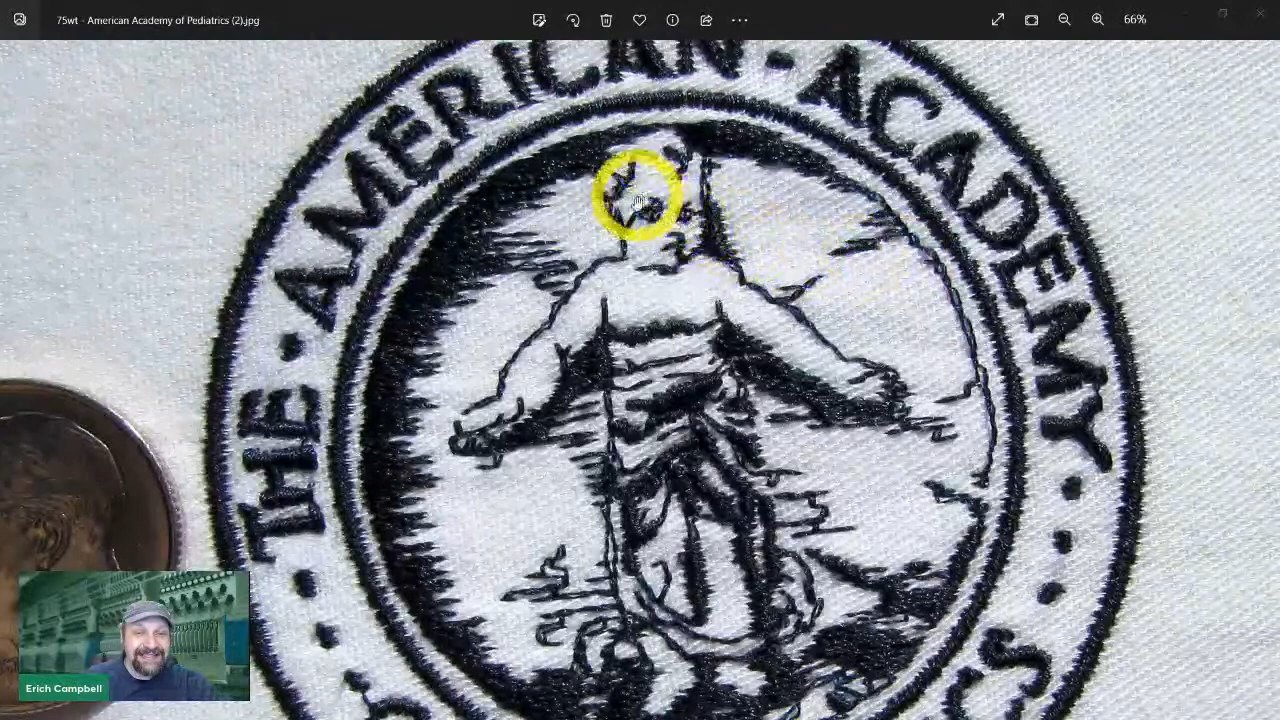 75wt - American Academy of Pediatrics (2).jpg
66%
THE · AMERICAN · ACADEMY ·
Erich Campbell